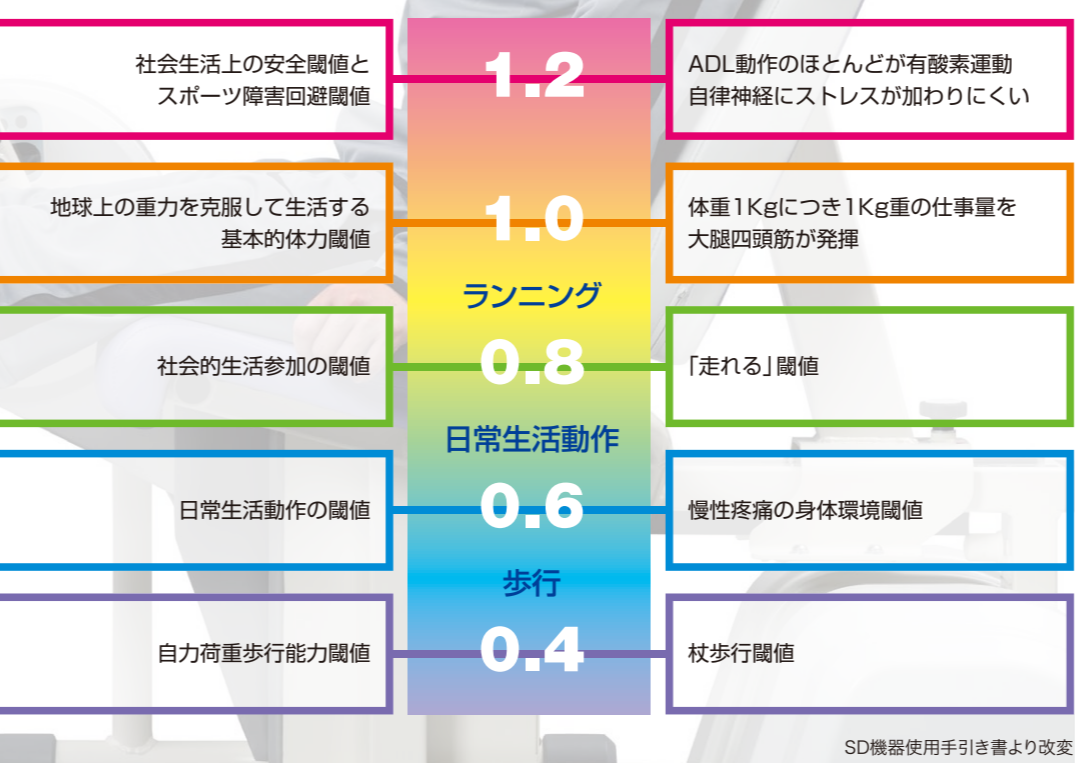 社会生活上の安全閾値と
スポーツ障害回避閾値
1.2
ADL動作のほとんどが有酸素運動
自律神経にストレスが加わりにくい
地球上の重力を克服して生活する
基本的体力閾値
1.0
体重1Kgにつき1Kg重の仕事量を
大腿四頭筋が発揮
ランニング
社会的生活参加の閾値
0.8
「走れる」閾値
日常生活動作
日常生活動作の閾値
0.6
慢性疼痛の身体環境閾値
歩行
自力荷重歩行能力閾値
0.4
杖歩行閾値
SD機器使用手引き書より改変